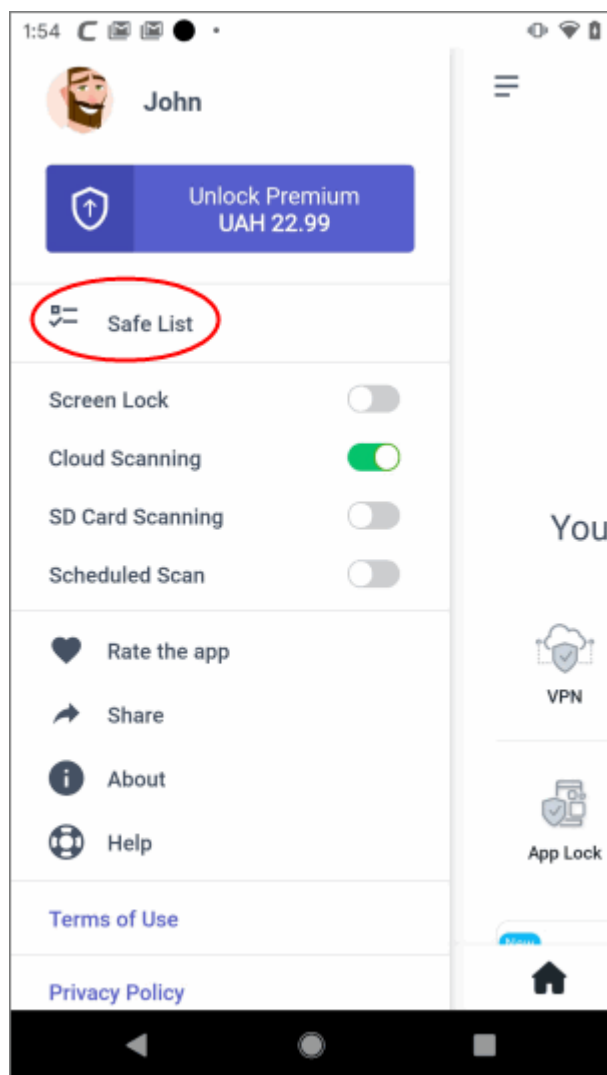 1:54
John
Unlock Premium
UAH 22.99
Safe List
Screen Lock
Cloud Scanning
SD Card Scanning
Scheduled Scan
Rate the app
Share
About
Help
Terms of Use
Privacy Policy
You
VPN
App Lock
New